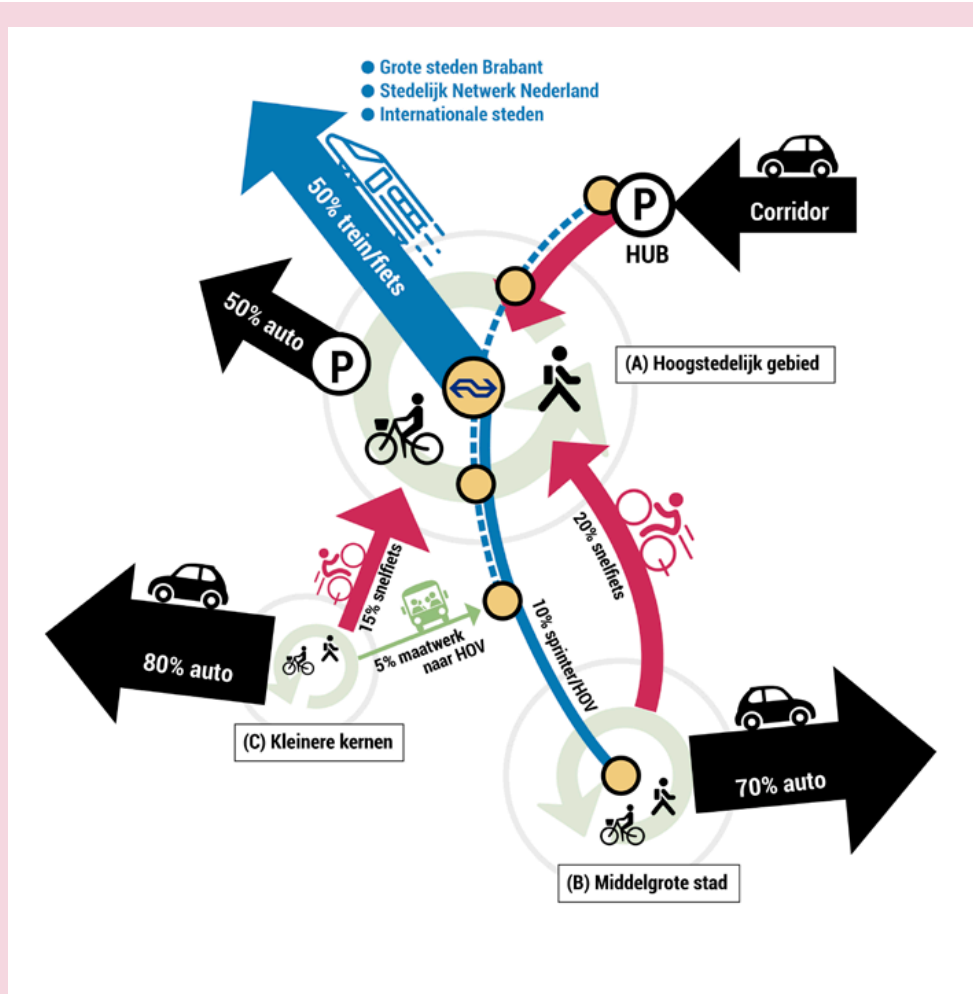 Grote steden Brabant
Stedelijk Netwerk Nederland
Internationale steden
50% trein/fiets
P
HUB
Corridor
50% auto
P
(A) Hoogstedelijk gebied
20% snelfiets
15% snelfiets
5% maatwerk
naar HOV
10% sprinter/HOV
80% auto
(C) Kleinere kernen
70% auto
(B) Middelgrote stad